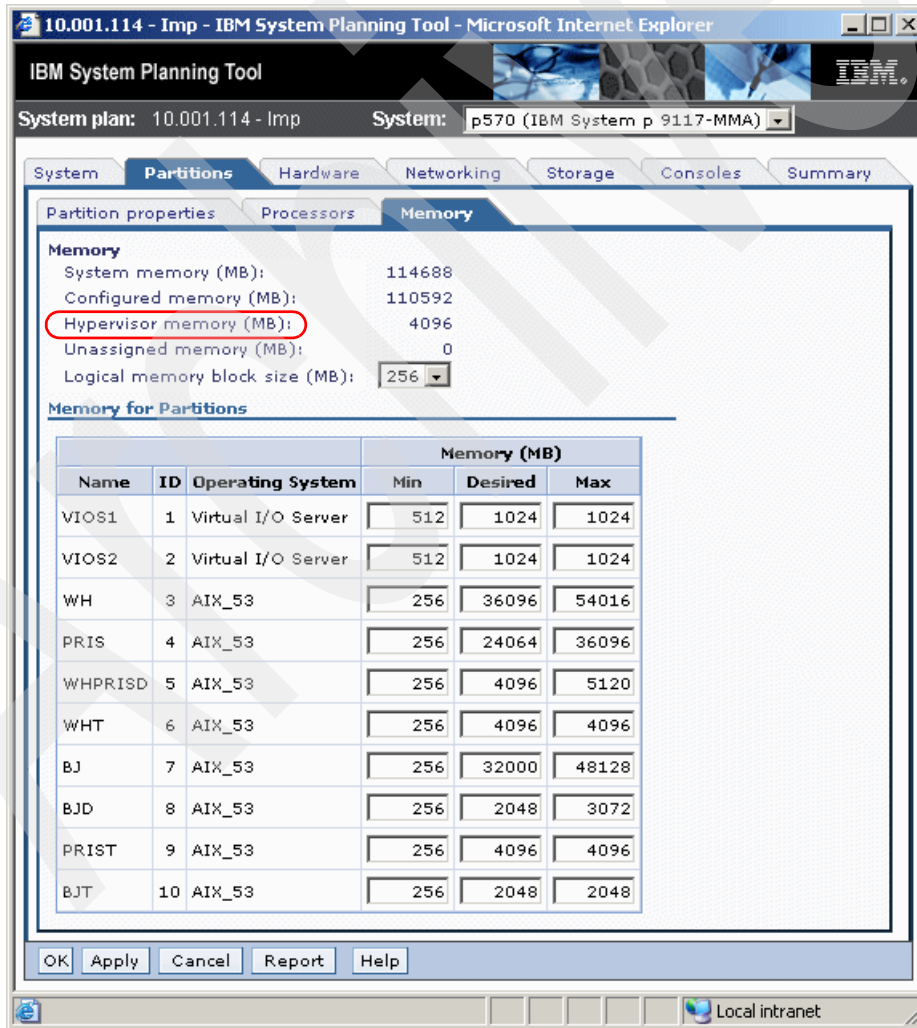 10.001.114 - Imp - IBM System Planning Tool - Microsoft Internet Explorer
IBM System Planning Tool
IBM.
System plan: 10.001.114 - Imp System: p570 (IBM System p 9117-MMA)
System Partitions Hardware Networking Storage Consoles Summary
Partition properties Processors Memory
Memory
System memory (MB): 114688
Configured memory (MB): 110592
Hypervisor memory (MB): 4096
Unassigned memory (MB): 0
Logical memory block size (MB): 256
Memory for Partitions
Memory (MB)
Name ID Operating System Min Desired Max
VIOS1 1 Virtual I/O Server 512 1024 1024
VIOS2 2 Virtual I/O Server 512 1024 1024
WH 3 AIX_53 256 36096 54016
PRIS 4 AIX_53 256 24064 36096
WHPRISD 5 AIX_53 256 4096 5120
WHT 6 AIX_53 256 4096 4096
BJ 7 AIX_53 256 32000 48128
BJD 8 AIX_53 256 2048 3072
PRIST 9 AIX_53 256 4096 4096
BJT 10 AIX_53 256 2048 2048
OK Apply Cancel Report Help
Local intranet